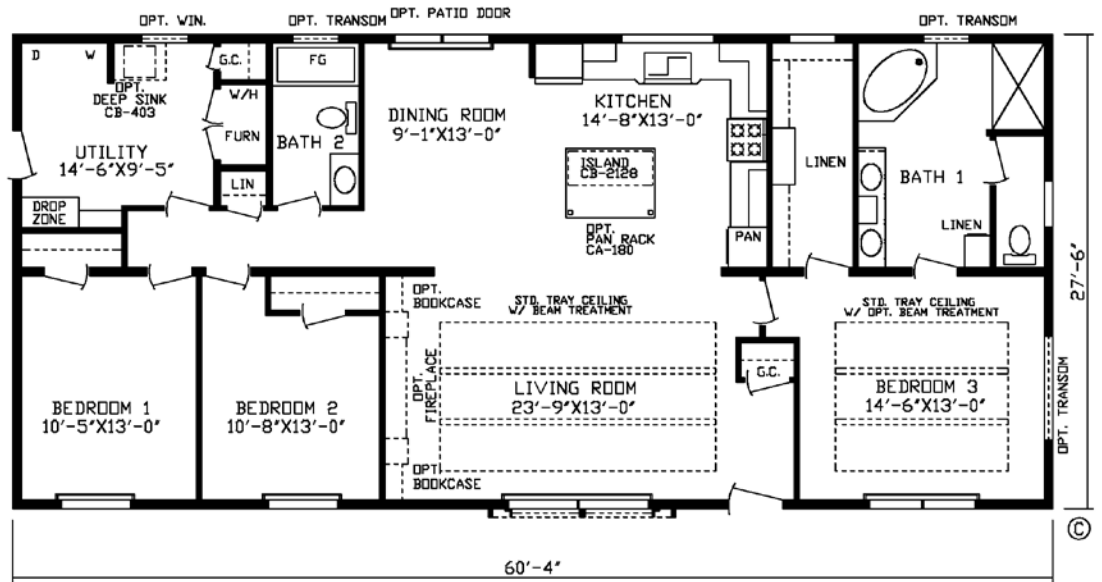 OPT. WIN.
OPT. TRANSOM
OPT. PATIO DOOR
OPT. TRANSOM
D
W
OPT.
DEEP SINK
CB-403
G.C.
W/H
FURN
FG
BATH 2
UTILITY
14'-6"X9'-5"
LIN
DROP
ZONE
DINING ROOM
9'-1"X13'-0"
KITCHEN
14'-8"X13'-0"
ISLAND
CB-2128
OPT.
PAN RACK
CA-180
PAN
LINEN
BATH 1
LINEN
27'-6"
OPT.
BOOKCASE
STD. TRAY CEILING
W/ BEAM TREATMENT
STD. TRAY CEILING
W/ OPT. BEAM TREATMENT
G.C.
OPT.
FIREPLACE
BEDROOM 1
10'-5"X13'-0"
BEDROOM 2
10'-8"X13'-0"
LIVING ROOM
23'-9"X13'-0"
BEDROOM 3
14'-6"X13'-0"
OPT. TRANSOM
OPT.
BOOKCASE
©
60'-4"